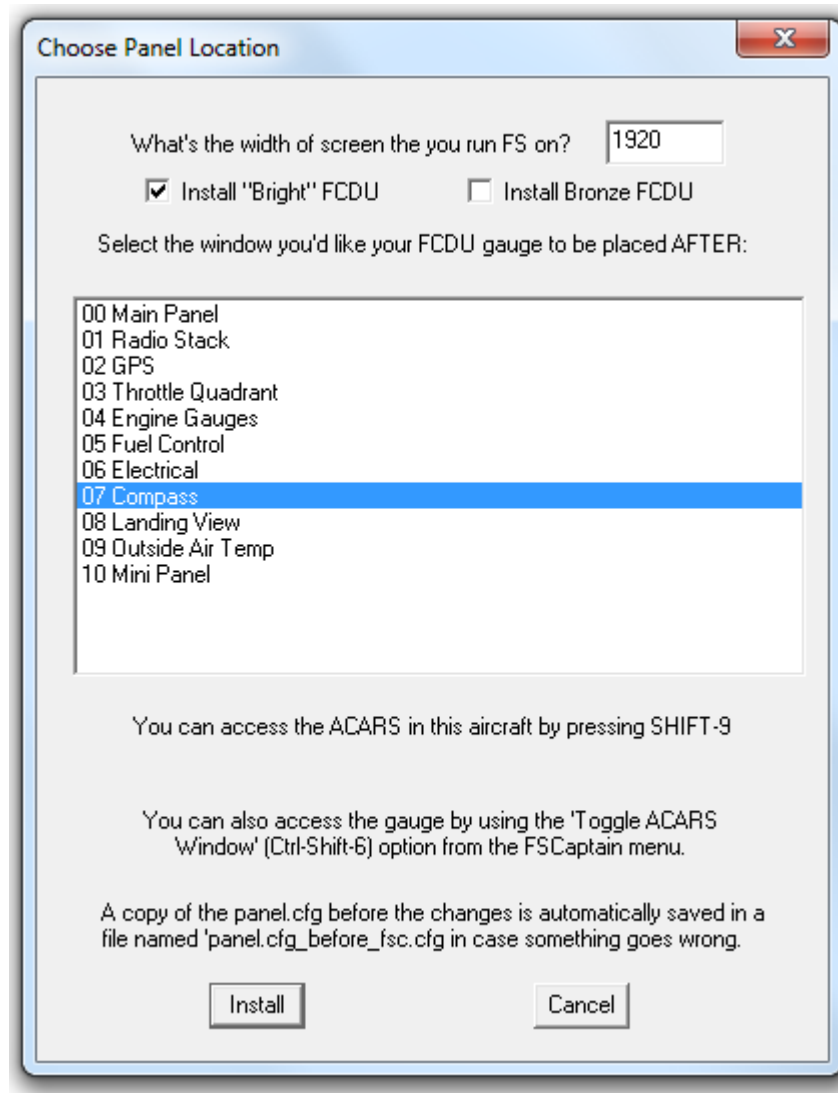 Choose Panel Location
What's the width of screen the you run FS on? 1920
Install "Bright" FCDU Install Bronze FCDU
Select the window you'd like your FCDU gauge to be placed AFTER:
00 Main Panel
01 Radio Stack
02 GPS
03 Throttle Quadrant
04 Engine Gauges
05 Fuel Control
06 Electrical
07 Compass
08 Landing View
09 Outside Air Temp
10 Mini Panel
You can access the ACARS in this aircraft by pressing SHIFT-9
You can also access the gauge by using the 'Toggle ACARS
Window' (Ctrl-Shift-6) option from the FSCaptain menu.
A copy of the panel.cfg before the changes is automatically saved in a
file named 'panel.cfg_before_fsc.cfg in case something goes wrong.
Install Cancel